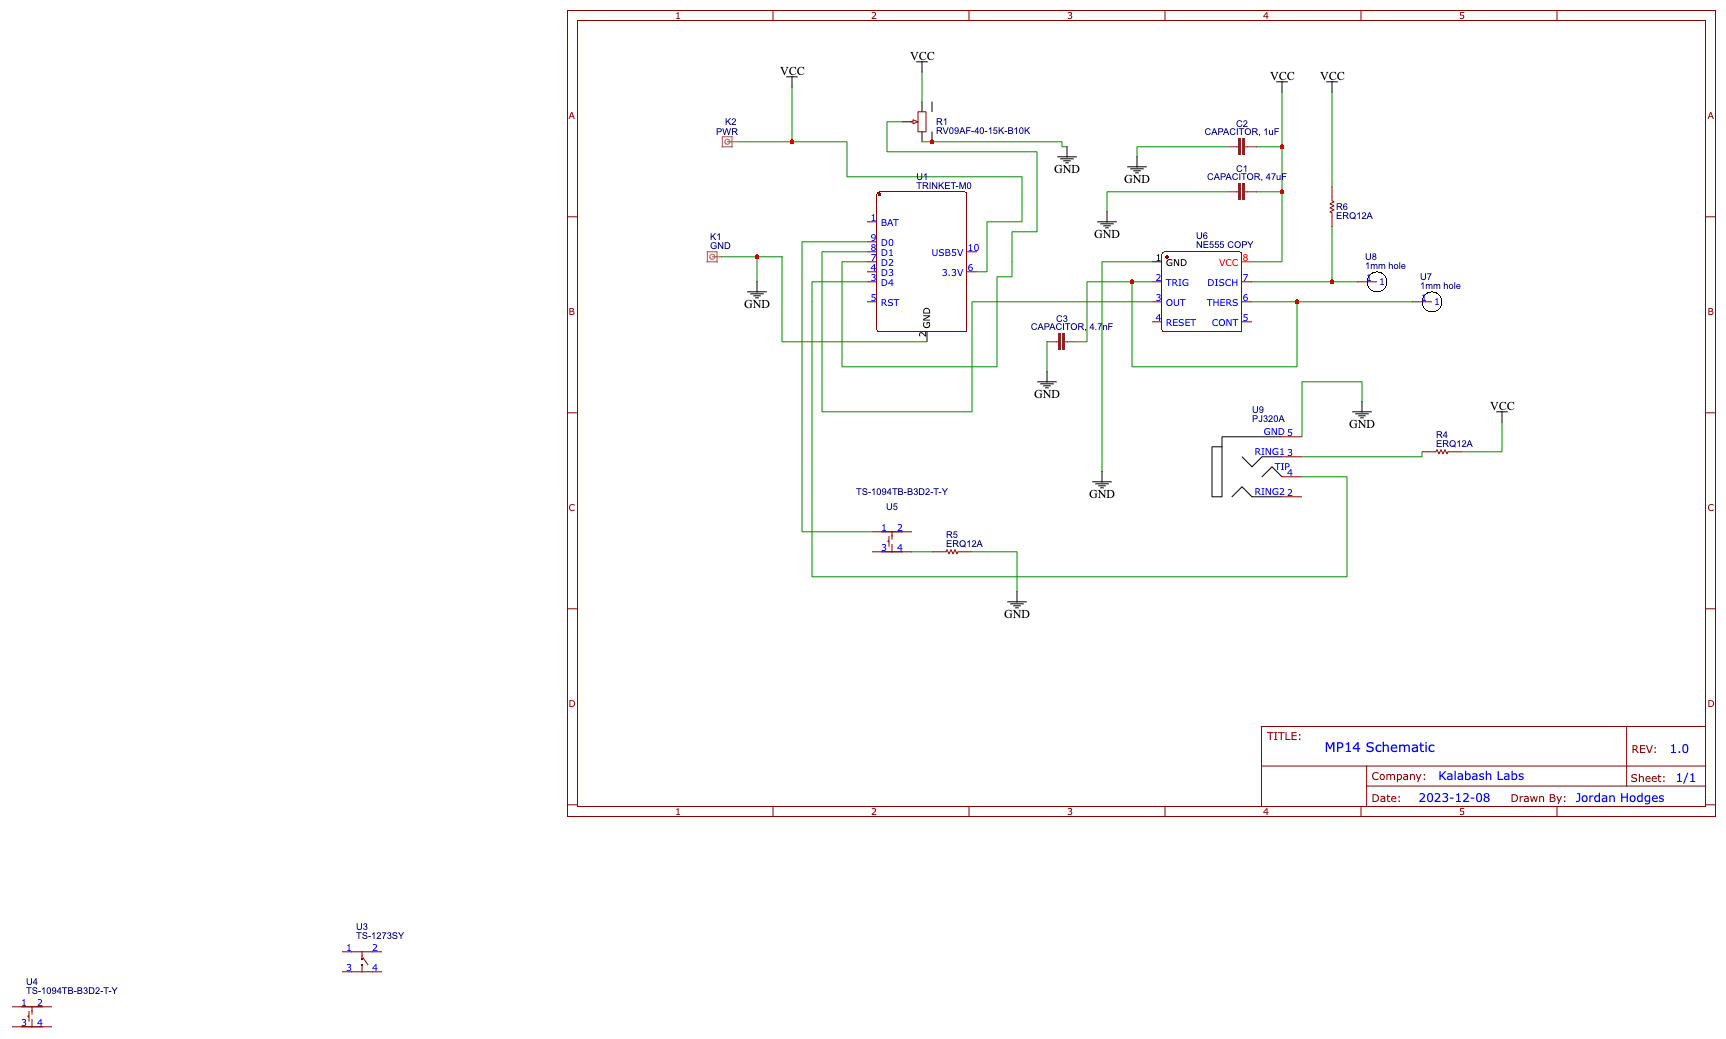 1 2 3 4 5
VCC
VCC
VCC VCC
A
A
K2
PWR
R1
RV09AF-40-15K-B10K
GND
C2
CAPACITOR, 1uF
GND
C1
CAPACITOR, 47uF
GND
U1
TRINKET-M0
1 BAT
9 D0
8 D1
7 D2
4 D3
3 D4
5 RST
USB5V 10
3.3V 6
GND 2
K1
GND
GND
R6
ERQ12A
U6
NE555 COPY
1 GND VCC 8
2 TRIG DISCH 7
3 OUT THERS 6
4 RESET CONT 5
U8
1mm hole
1 1
U7
1mm hole
1 1
B
B
C3
CAPACITOR, 4.7nF
GND
GND
U9
PJ320A
GND 5
RING1 3
TIP 4
RING2 2
GND
VCC
R4
ERQ12A
TS-1094TB-B3D2-T-Y
U5
1 2
3 4
R5
ERQ12A
GND
C
C
D
D
TITLE:
MP14 Schematic
REV: 1.0
Company: Kalabash Labs
Sheet: 1/1
Date: 2023-12-08 Drawn By: Jordan Hodges
1 2 3 4 5
U3
TS-1273SY
1 2
3 4
U4
TS-1094TB-B3D2-T-Y
1 2
3 4